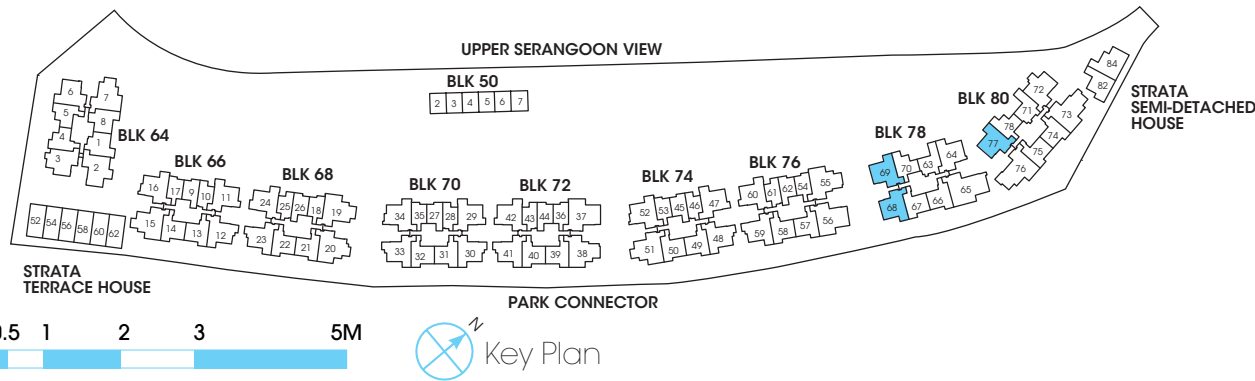 UPPER SERANGOON VIEW
BLK 50
2 3 4 5 6 7
84
82
STRATA
SEMI-DETACHED
HOUSE
BLK 80
72
71
73
78
74
77
75
76
BLK 64
6 7
5 8
4 1
3 2
BLK 66
16 17 9 10 11
15 14 13 12
BLK 68
24 25 26 18 19
23 22 21 20
BLK 70
34 35 27 28 29
33 32 31 30
BLK 72
42 43 44 36 37
41 40 39 38
BLK 74
52 53 45 46 47
51 50 49 48
BLK 76
60 61 62 54 55
59 58 57 56
BLK 78
69 70 63 64
68 67 66 65
52 54 56 58 60 62
STRATA
TERRACE HOUSE
PARK CONNECTOR
0.5 1 2 3 5M
N
Key Plan